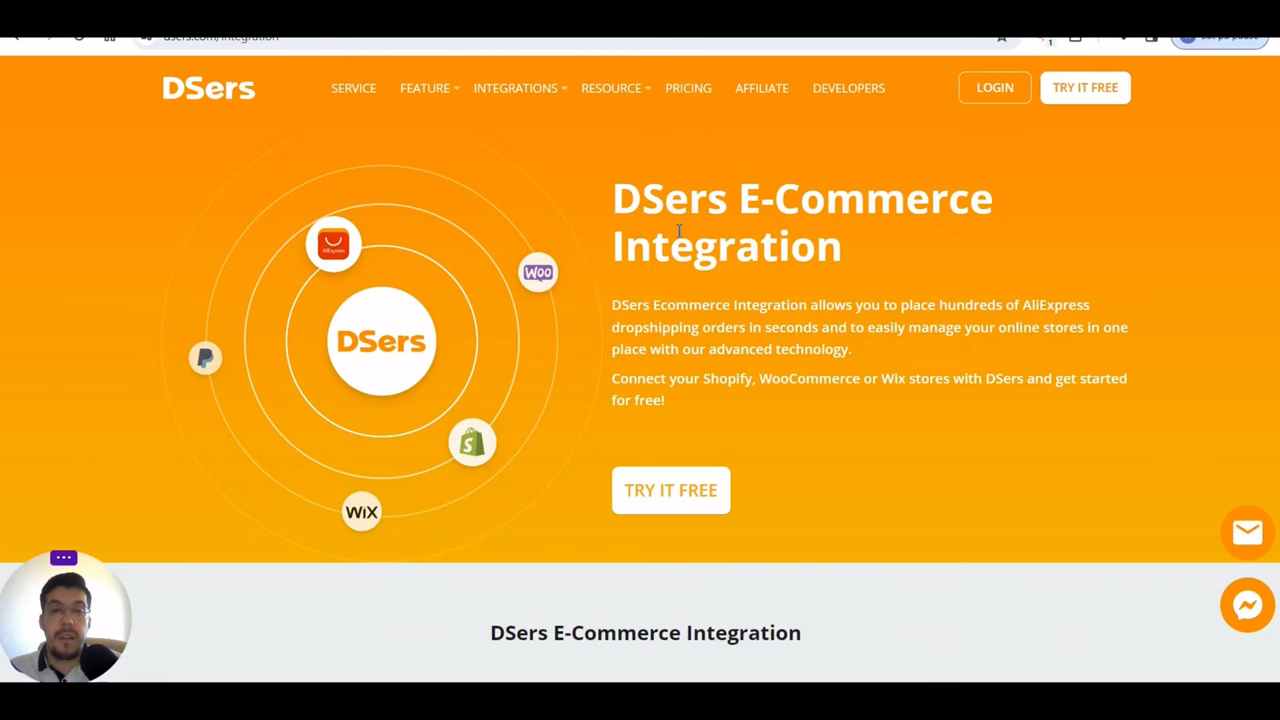 DSers
SERVICE
FEATURE
INTEGRATIONS
RESOURCE
PRICING
AFFILIATE
DEVELOPERS
LOGIN
TRY IT FREE
DSers E-Commerce
Integration
AliExpress
WOO
DSers
WiX
DSers Ecommerce Integration allows you to place hundreds of AliExpress
dropshipping orders in seconds and to easily manage your online stores in one
place with our advanced technology.
Connect your Shopify, WooCommerce or Wix stores with DSers and get started
for free!
TRY IT FREE
DSers E-Commerce Integration